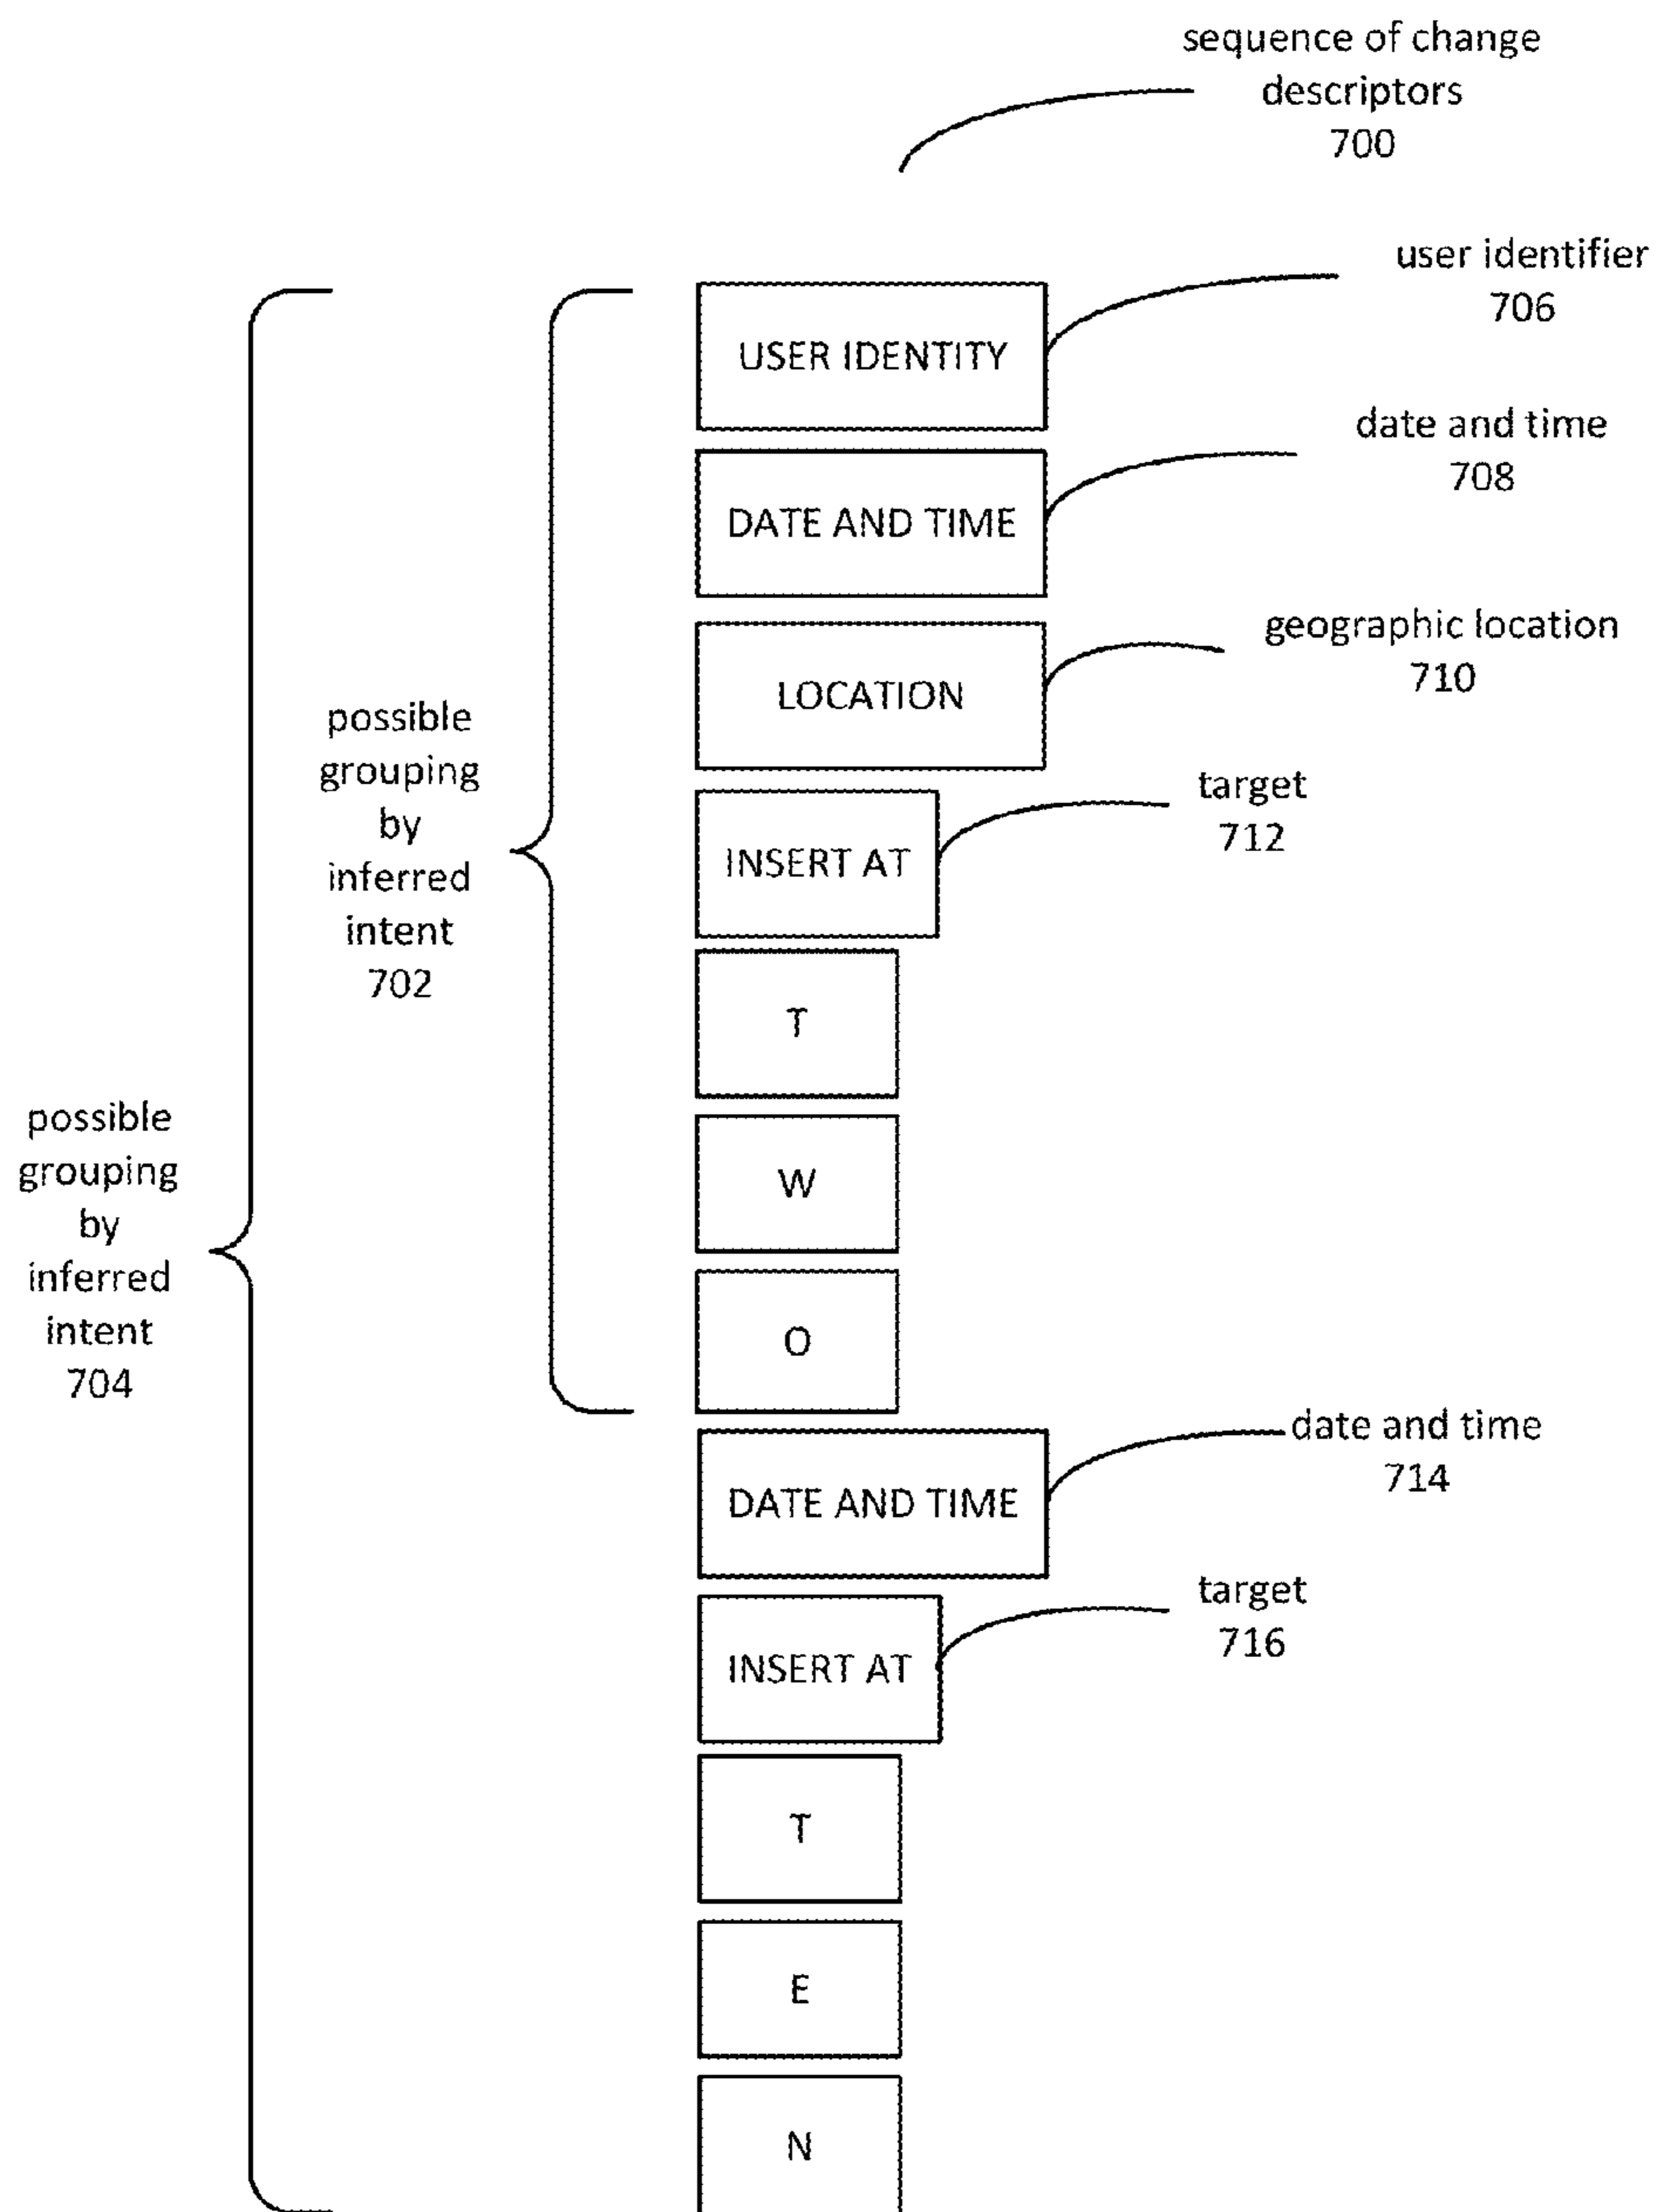 sequence of change
descriptors
700
user identifier
706
USER IDENTITY
date and time
708
DATE AND TIME
geographic location
710
LOCATION
possible
grouping
by
inferred
intent
702
target
712
INSERT AT
T
W
O
possible
grouping
by
inferred
intent
704
date and time
714
DATE AND TIME
target
716
INSERT AT
T
E
N